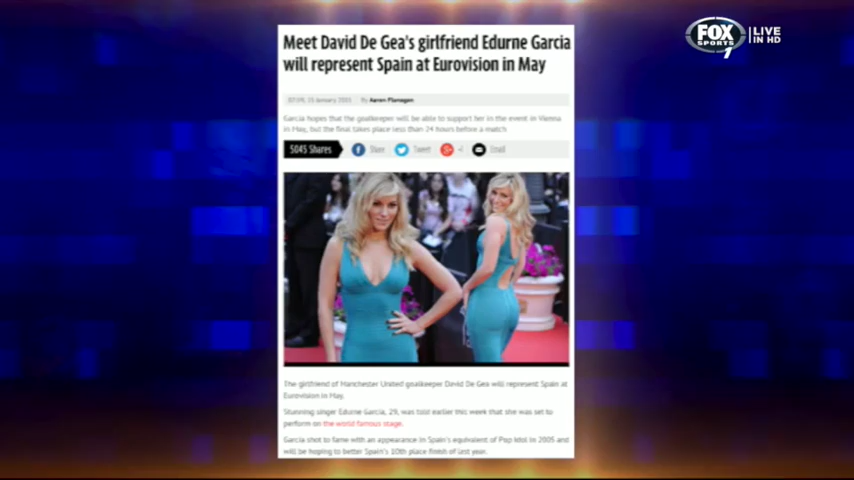 FOX
SPORTS
1
LIVE
IN HD
Meet David De Gea's girlfriend Edurne Garcia
will represent Spain at Eurovision in May
By Aaron Flanagan
Garcia hopes that the goalkeeper will be able to support her in the event in Vienna
in May, but the final takes place less than 24 hours before a match
5045 Shares
Share
Tweet
Email
The girlfriend of Manchester United goalkeeper David De Gea will represent Spain at
Eurovision in May.
Stunning singer Edurne Garcia, 29, was told earlier this week that she was set to
perform on the world famous stage.
Garcia shot to fame with an appearance in Spain's equivalent of Pop Idol in 2005 and
will be hoping to better Spain's 10th place finish of last year.